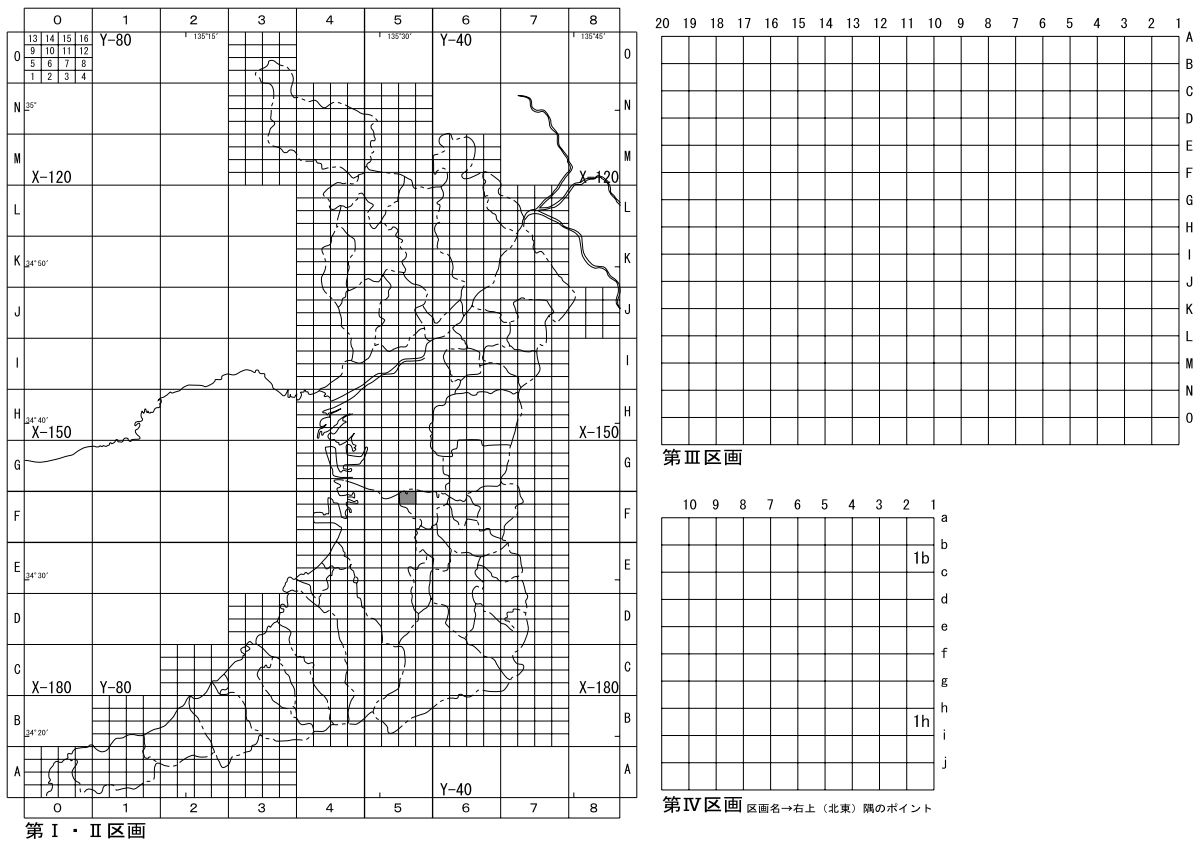 0 1 2 3 4 5 6 7 8
13 14 15 16
9 10 11 12
5 6 7 8
1 2 3 4
Y-80
135°15′
135°30′
Y-40
135°45′
O
O
N
35°
N
M
M
X-120
X-120
L
L
K
34°50′
K
J
J
I
I
H
34°40′
H
X-150
X-150
G
G
F
F
E
34°30′
E
D
D
C
C
X-180
Y-80
X-180
B
34°20′
B
A
A
Y-40
0 1 2 3 4 5 6 7 8
第Ⅰ・Ⅱ区画
20 19 18 17 16 15 14 13 12 11 10 9 8 7 6 5 4 3 2 1
A
B
C
D
E
F
G
H
I
J
K
L
M
N
O
第Ⅲ区画
10 9 8 7 6 5 4 3 2 1
a
b
1b
c
d
e
f
g
h
1h
i
j
第Ⅳ区画 区画名→右上（北東）隅のポイント